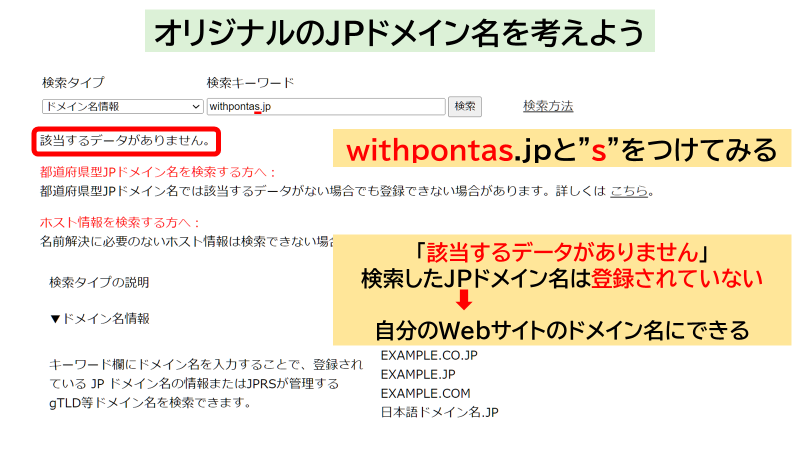 オリジナルのJPドメイン名を考えよう
検索タイプ 検索キーワード
ドメイン名情報 withpontas.jp 検索 検索方法
該当するデータがありません。
withpontas.jpと”s”をつけてみる
都道府県型JPドメイン名を検索する方へ：
都道府県型JPドメイン名では該当するデータがない場合でも登録できない場合があります。詳しくは こちら。
ホスト情報を検索する方へ：
名前解決に必要のないホスト情報は検索できない場
「該当するデータがありません」
検索したJPドメイン名は登録されていない
自分のWebサイトのドメイン名にできる
検索タイプの説明
▼ドメイン名情報
キーワード欄にドメイン名を入力することで、登録され
ている JP ドメイン名の情報またはJPRSが管理する
gTLD等ドメイン名を検索できます。
EXAMPLE.CO.JP
EXAMPLE.JP
EXAMPLE.COM
日本語ドメイン名.JP